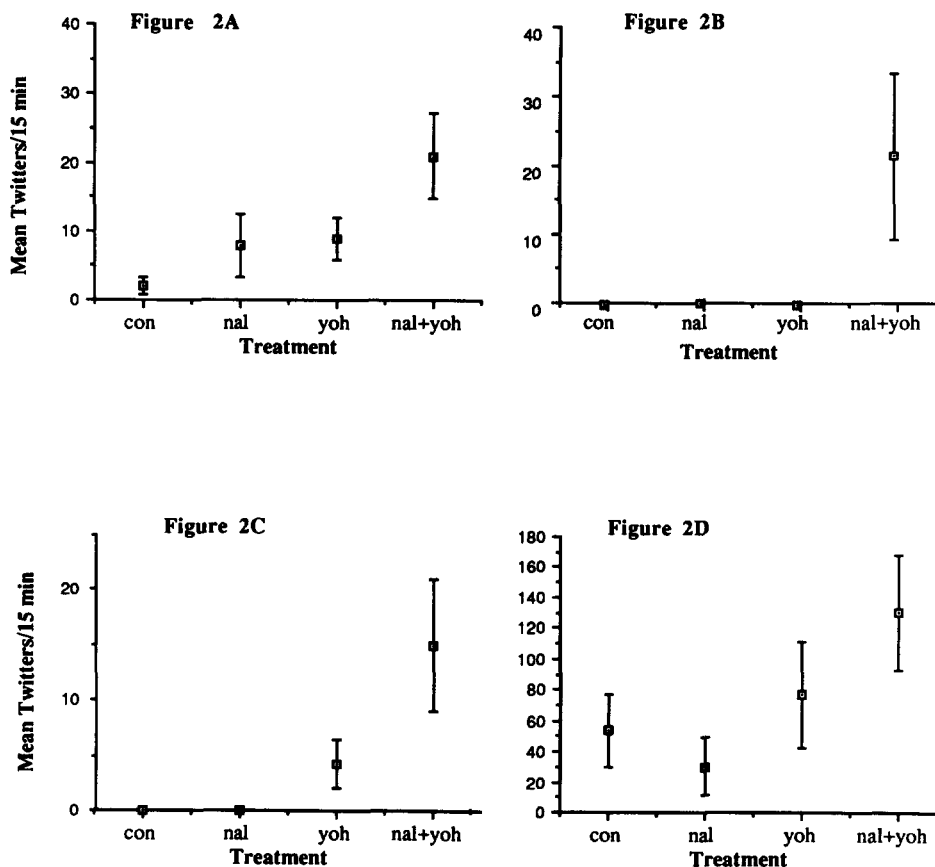 Figure 2A
Mean Twitters/15 min
40
30
20
10
0
con nal yoh nal+yoh
Treatment
Figure 2B
40
30
20
10
0
con nal yoh nal+yoh
Treatment
Figure 2C
Mean Twitters/15 min
20
10
0
con nal yoh nal+yoh
Treatment
Figure 2D
180
160
140
130
120
100
80
60
40
20
0
con nal yoh nal+yoh
Treatment